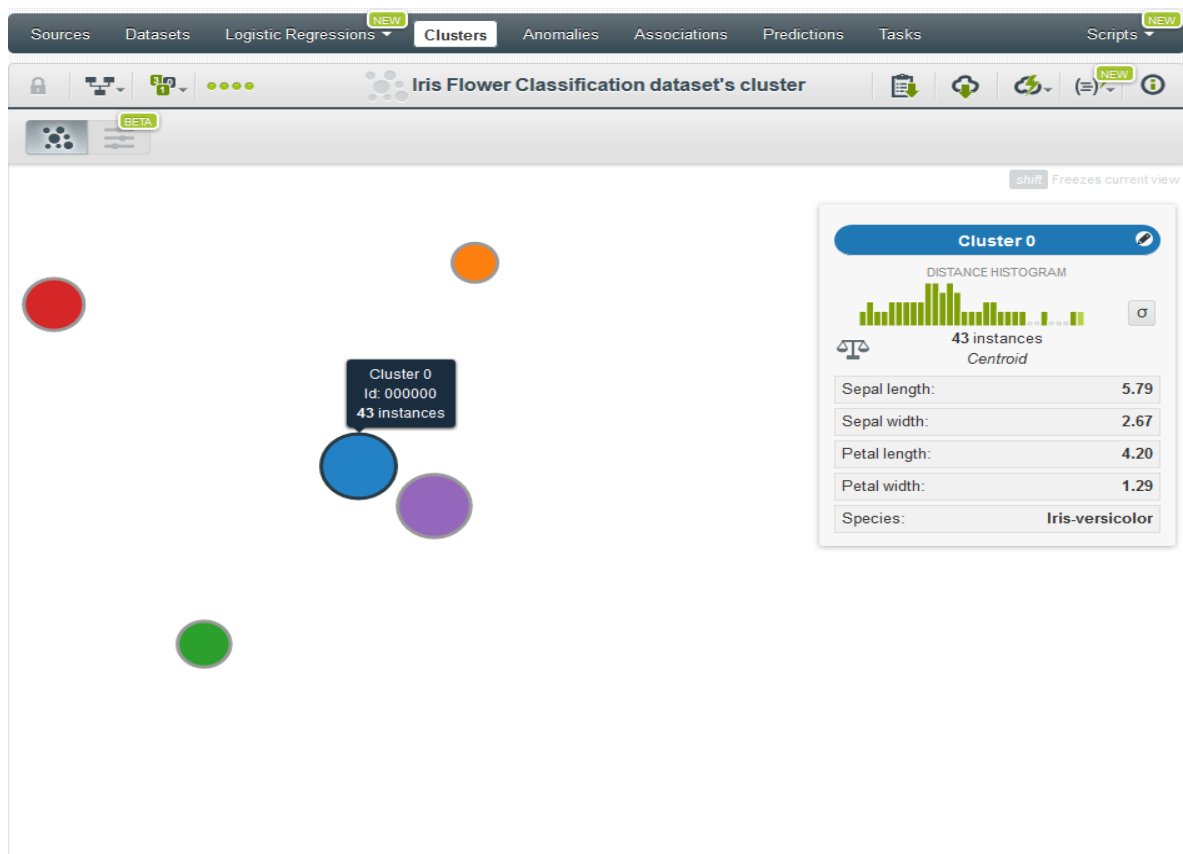 NEW NEW
Sources Datasets Logistic Regressions Clusters Anomalies Associations Predictions Tasks Scripts
Iris Flower Classification dataset's cluster NEW
BETA
shift Freezes current view
Cluster 0
DISTANCE HISTOGRAM
σ
43 instances
Centroid
Sepal length: 5.79
Sepal width: 2.67
Petal length: 4.20
Petal width: 1.29
Species: Iris-versicolor
Cluster 0
Id: 000000
43 instances